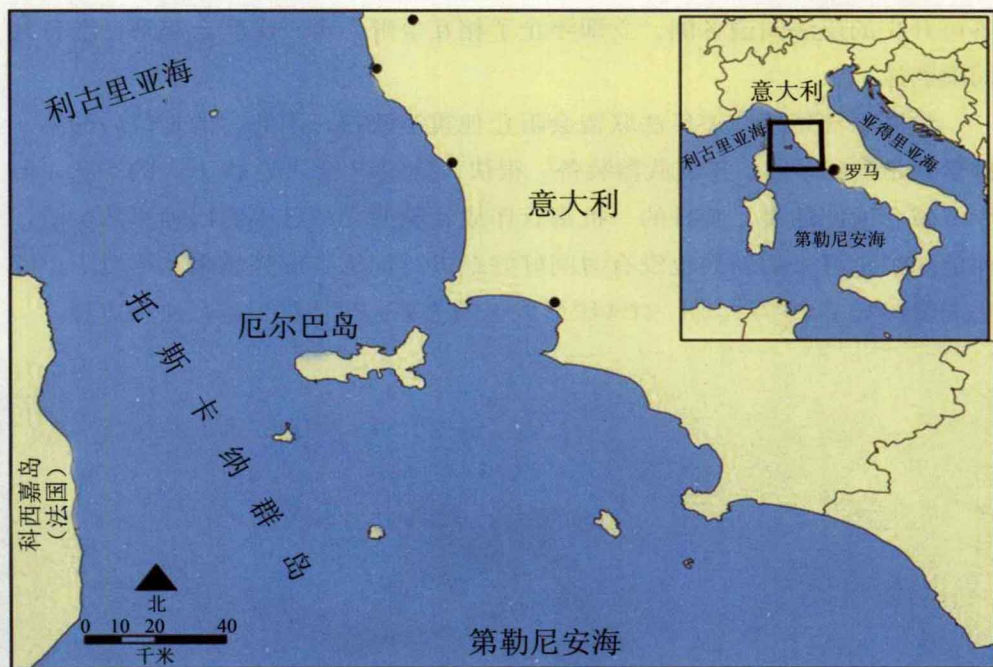 利古里亚海
意大利
厄尔巴岛
托斯卡纳群岛
科西嘉岛
（法国）
北
0 10 20 40
千米
第勒尼安海
意大利
利古里亚海
亚得里亚海
罗马
第勒尼安海